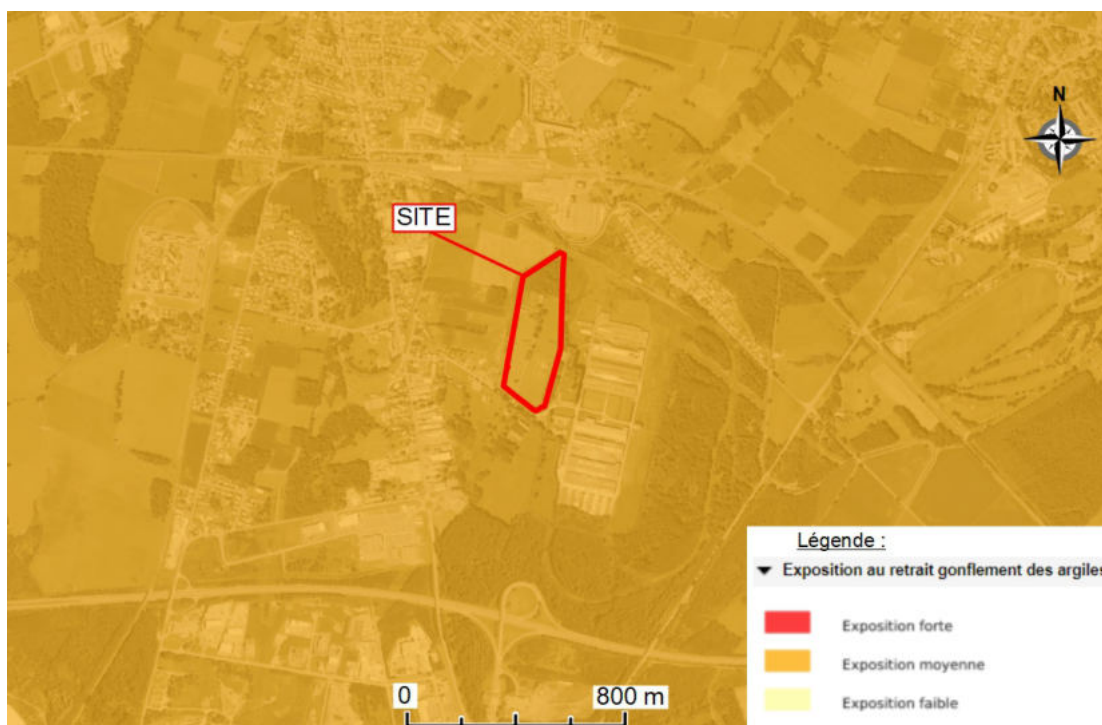 N
SITE
Légende :
Exposition au retrait gonflement des argiles
Exposition forte
Exposition moyenne
Exposition faible
0 800 m